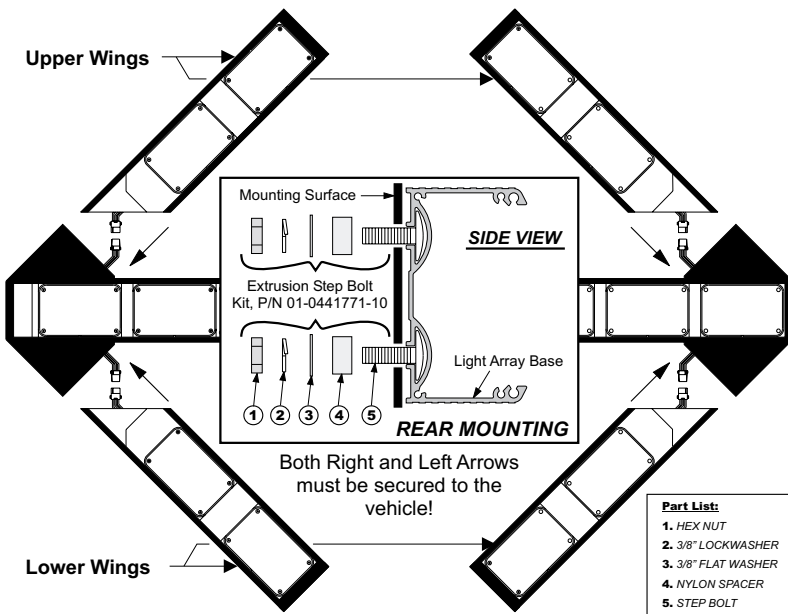 Upper Wings
Mounting Surface
SIDE VIEW
Extrusion Step Bolt
Kit, P/N 01-0441771-10
Light Array Base
1 2 3 4 5
REAR MOUNTING
Both Right and Left Arrows
must be secured to the
vehicle!
Lower Wings
Part List:
1. HEX NUT
2. 3/8" LOCKWASHER
3. 3/8" FLAT WASHER
4. NYLON SPACER
5. STEP BOLT